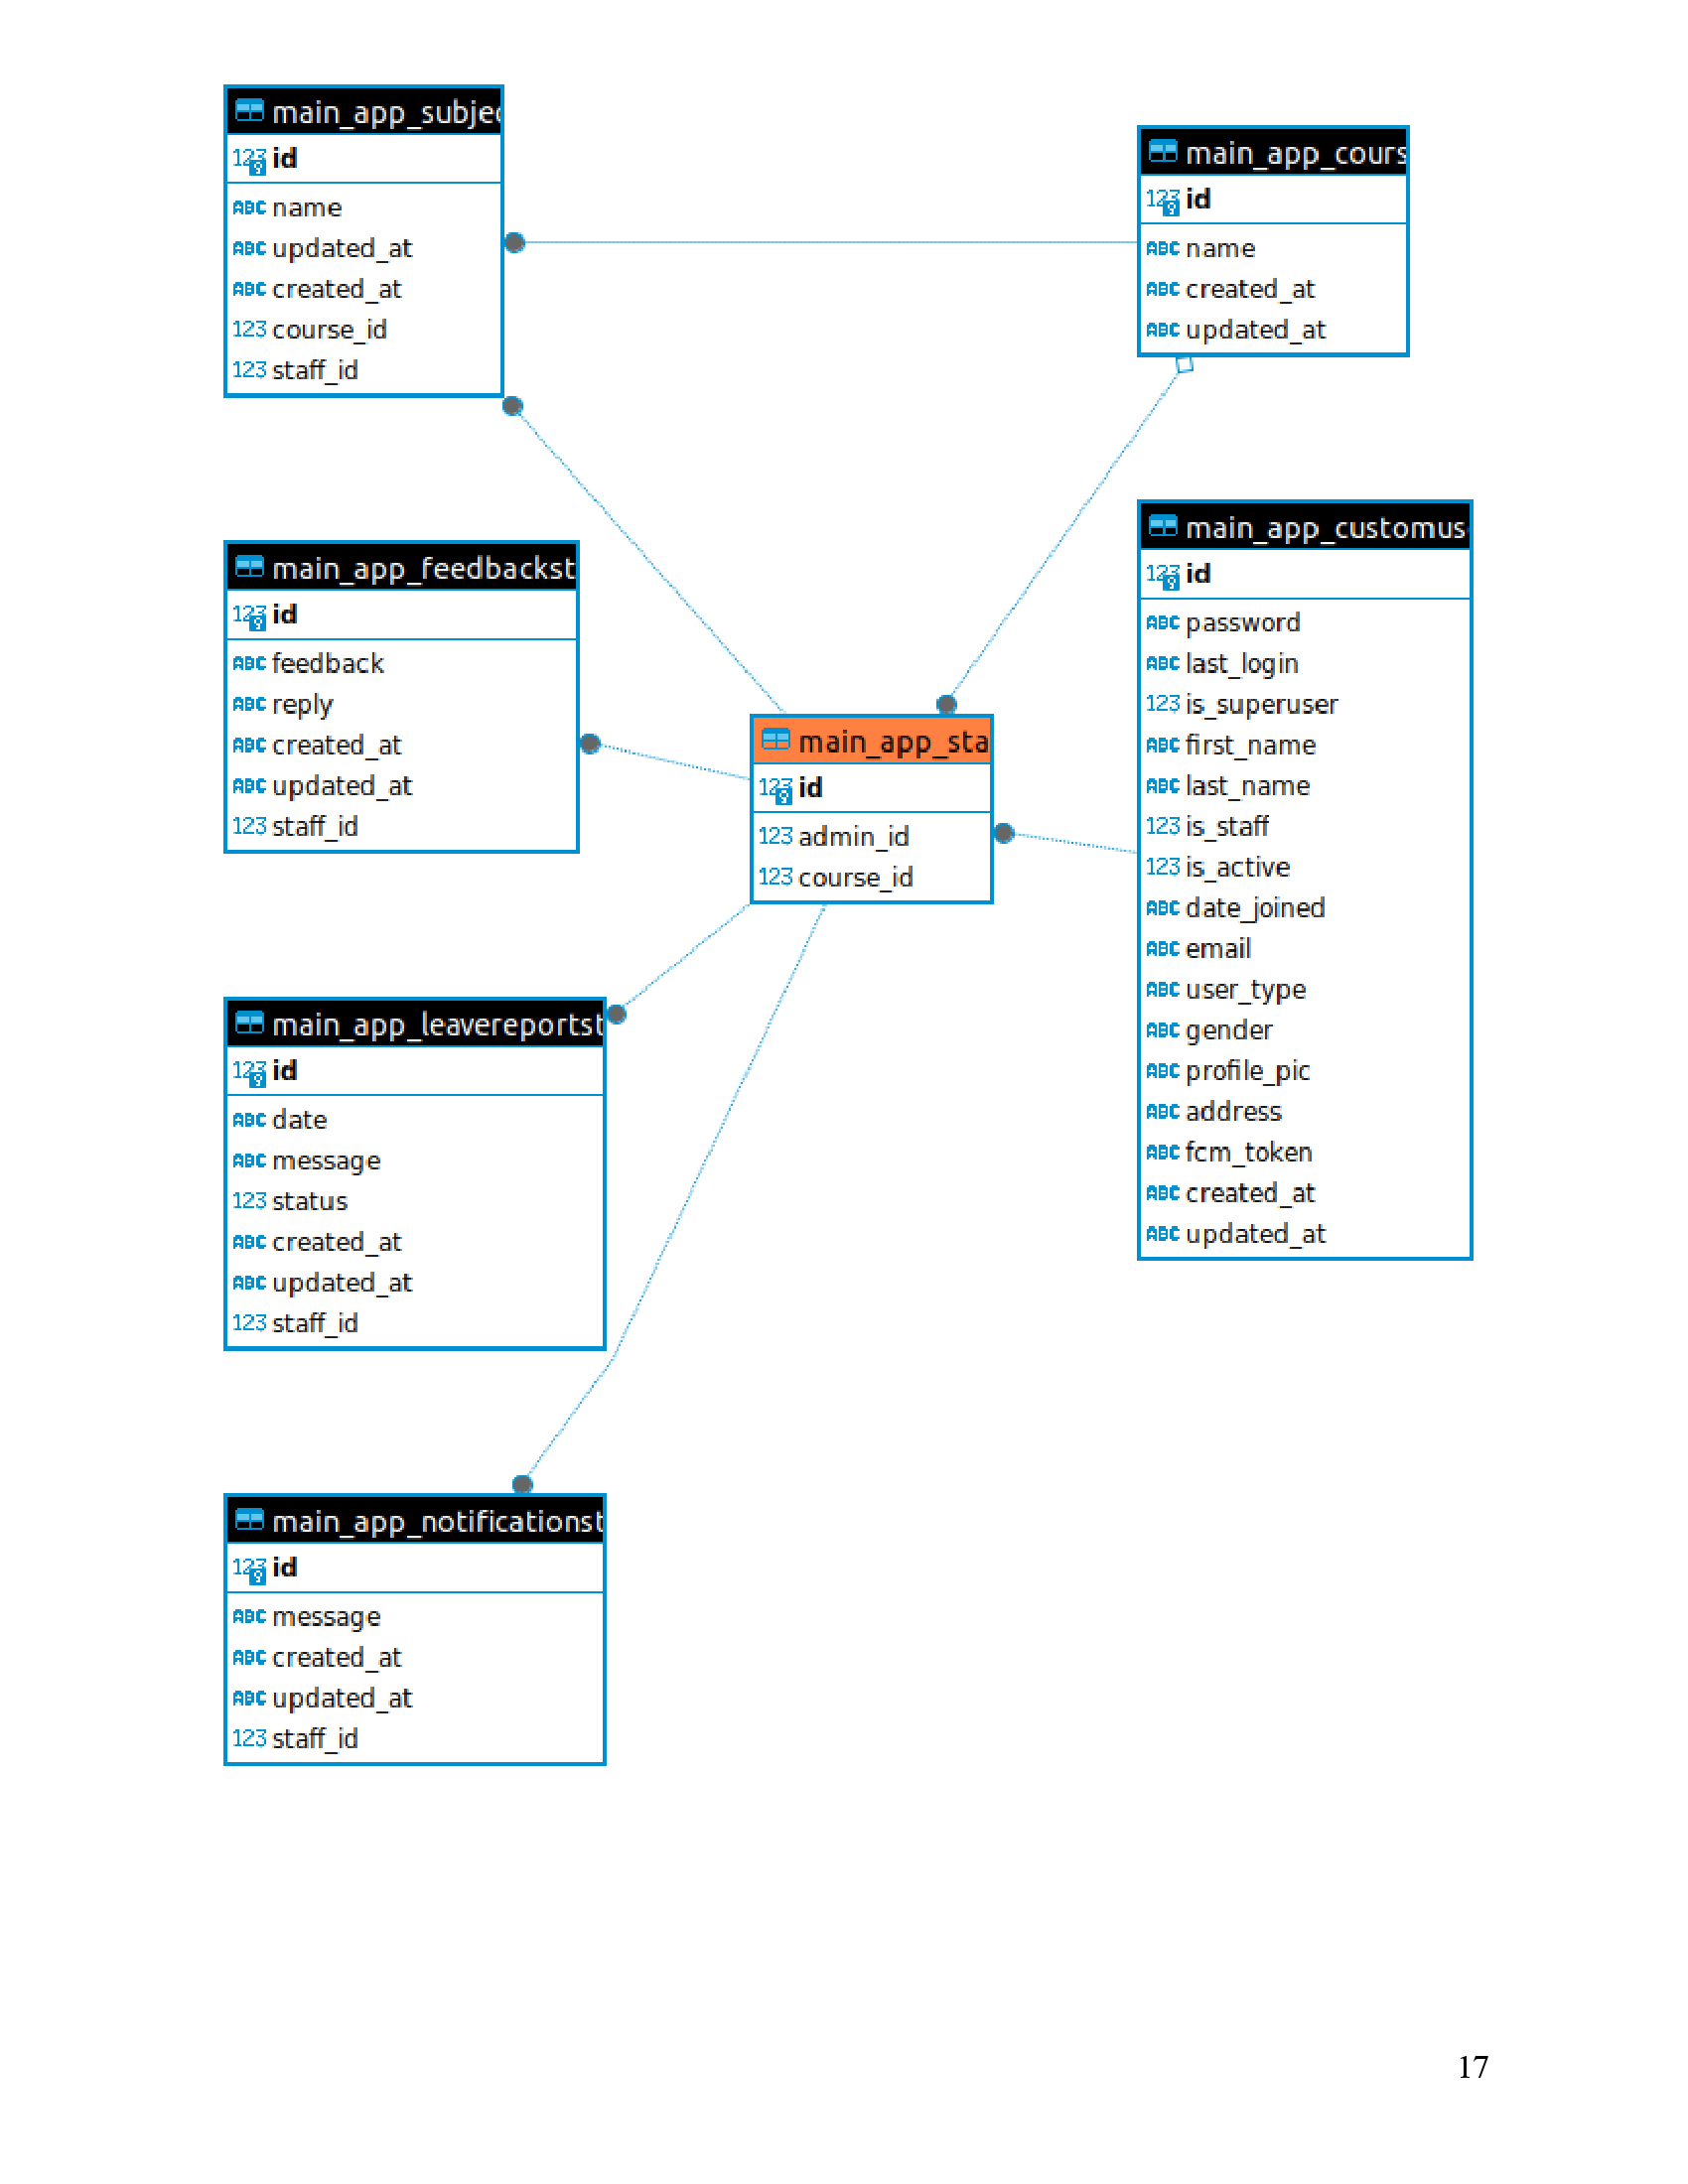 main_app_subjec
id
name
updated_at
created_at
course_id
staff_id
main_app_cours
id
name
created_at
updated_at
main_app_feedbackst
id
feedback
reply
created_at
updated_at
staff_id
main_app_customus
id
password
last_login
is_superuser
first_name
last_name
is_staff
is_active
date_joined
email
user_type
gender
profile_pic
address
fcm_token
created_at
updated_at
main_app_sta
id
admin_id
course_id
main_app_leavereportst
id
date
message
status
created_at
updated_at
staff_id
main_app_notificationst
id
message
created_at
updated_at
staff_id
17